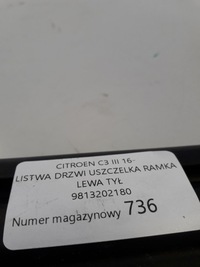 CITROEN C3 III 16-
LISTWA DRZWI USZCZELKA RAMKA
LEWA TYŁ
9813202180
Numer magazynowy 736